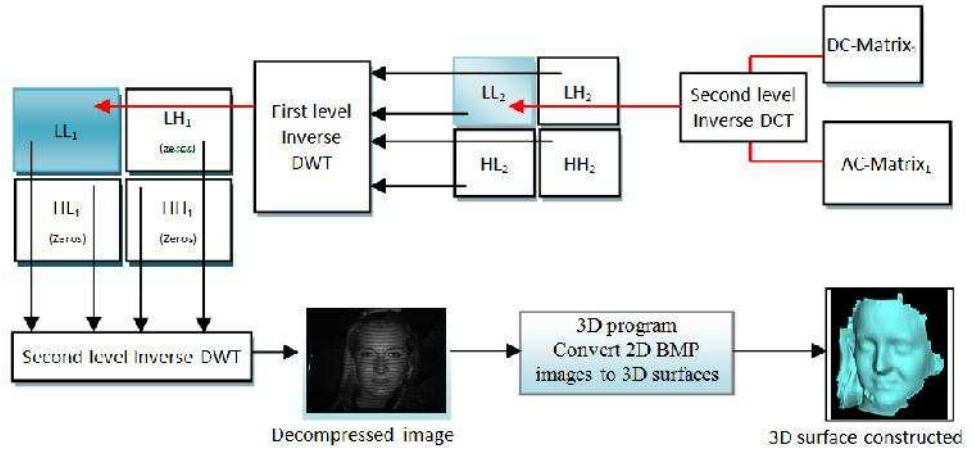 DC-Matrix1
AC-Matrix1
Second level
Inverse DCT
LL2
LH2
HL2
HH2
First level
Inverse
DWT
LL1
LH1
(zeros)
HL1
(Zeros)
HH1
(Zeros)
Second level Inverse DWT
Decompressed image
3D program
Convert 2D BMP
images to 3D surfaces
3D surface constructed